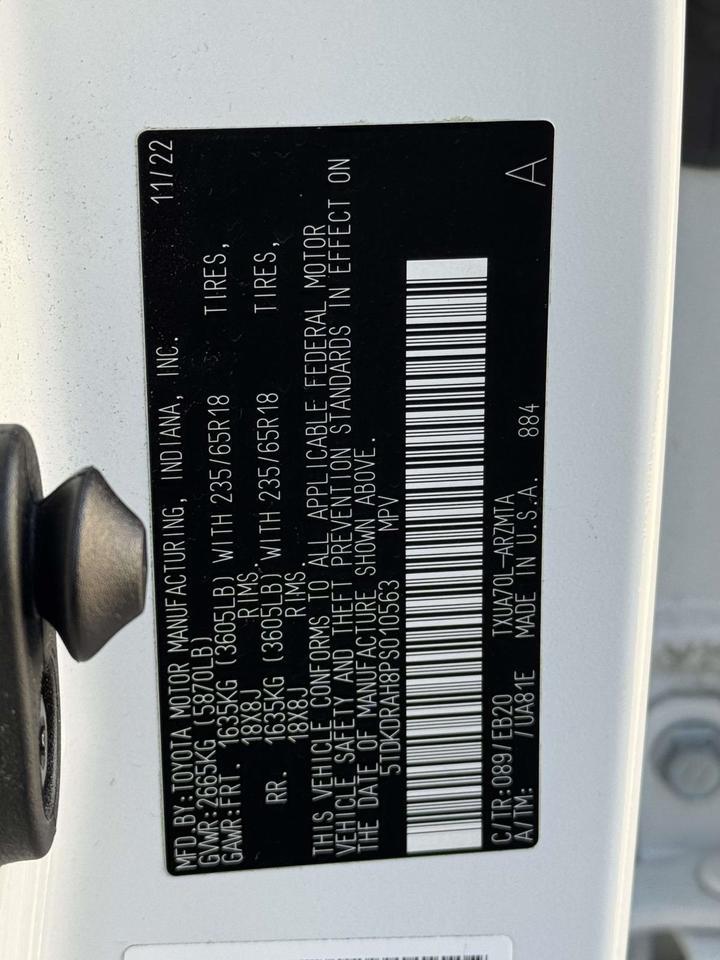 MFD.BY:TOYOTA MOTOR MANUFACTURING, INDIANA, INC. 11/22
GVWR:2665KG (5870LB)
GAWR:FRT. 1635KG (3605LB) WITH 235/65R18 TIRES,
18X8J RIMS.
RR. 1635KG (3605LB) WITH 235/65R18 TIRES,
18X8J RIMS.
THIS VEHICLE CONFORMS TO ALL APPLICABLE FEDERAL MOTOR
VEHICLE SAFETY AND THEFT PREVENTION STANDARDS IN EFFECT ON
THE DATE OF MANUFACTURE SHOWN ABOVE.
5TDKDRAH8PS010563 MPV
C/TR:089/EB20 TXUA70L-ARZMTA A
A/TM: /UA81E MADE IN U.S.A. 884